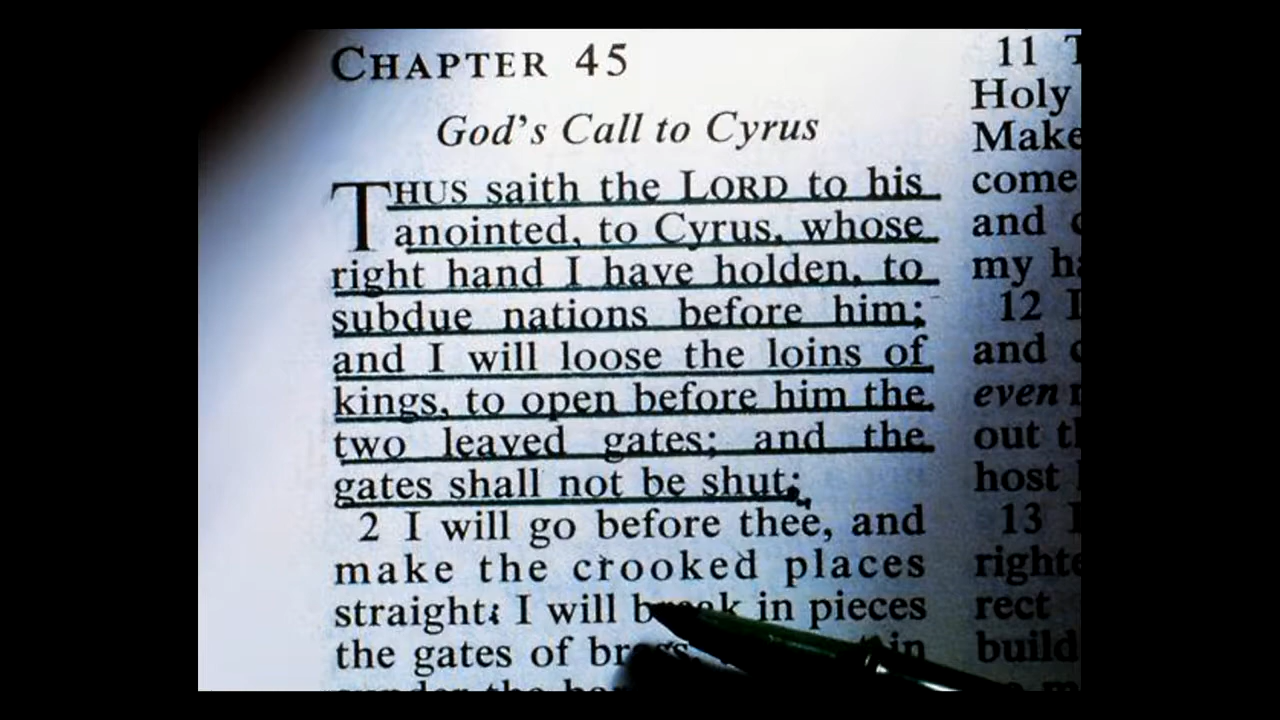 CHAPTER 45
God's Call to Cyrus
THUS saith the LORD to his
anointed, to Cyrus, whose
right hand I have holden, to
subdue nations before him;
and I will loose the loins of
kings, to open before him the
two leaved gates; and the
gates shall not be shut;
2 I will go before thee, and
make the crooked places
straight: I will break in pieces
the gates of
11
Holy
Make
come
and
my
12
and
even
out
host
13
rect
build